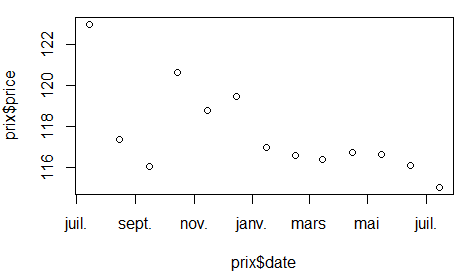 prix$price
122
120
118
116
juil.
sept.
nov.
janv.
mars
mai
juil.
prix$date